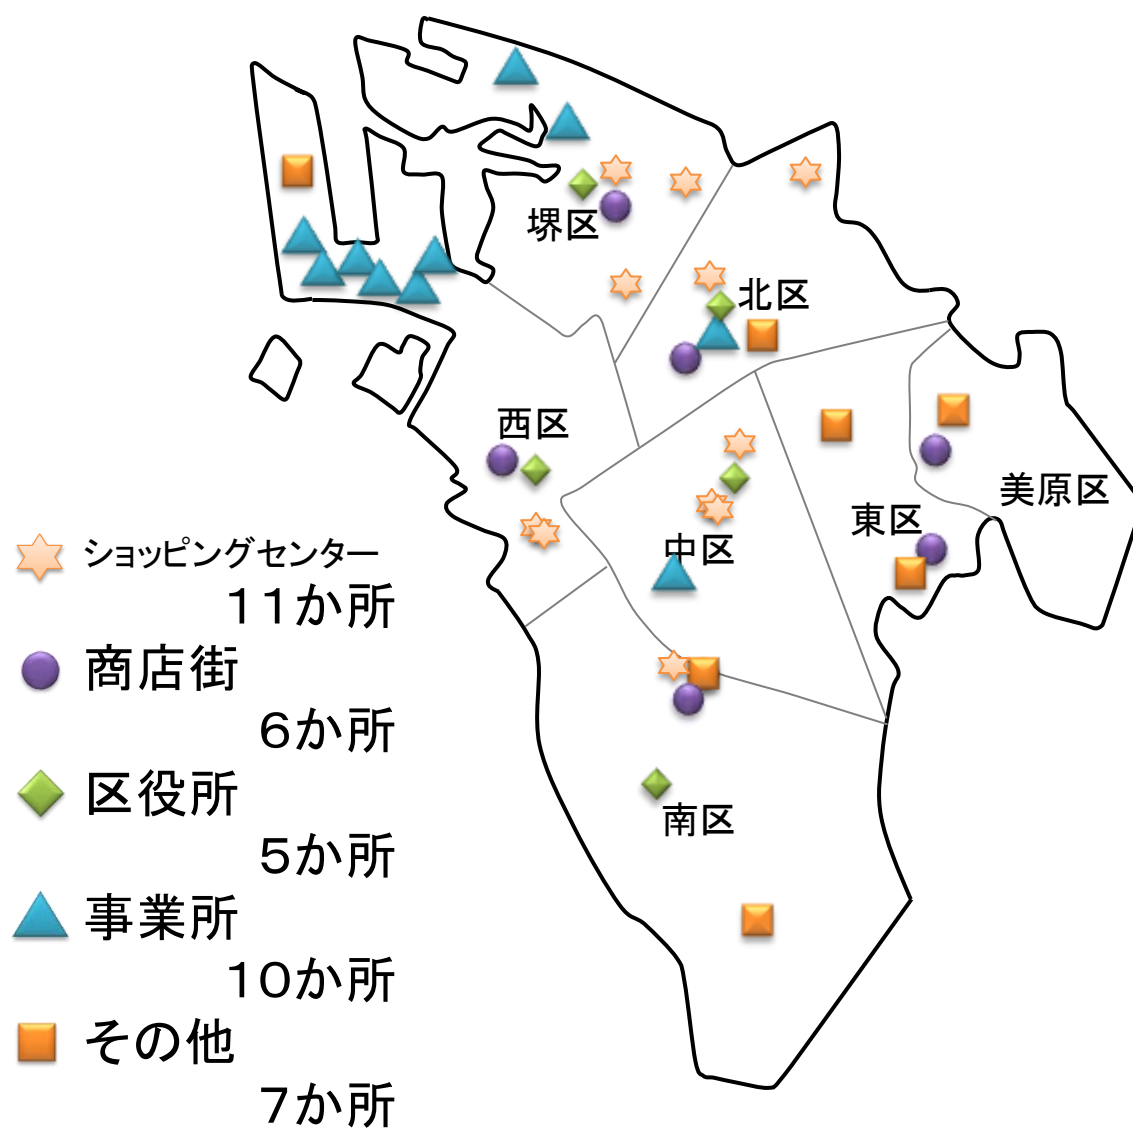 堺区
北区
西区
美原区
東区
中区
南区
ショッピングセンター
１１か所
商店街
６か所
区役所
５か所
事業所
１０か所
その他
７か所